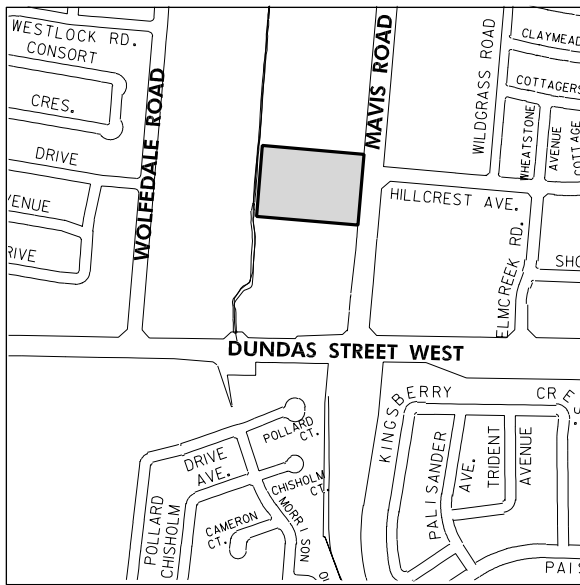 WESTLOCK RD.
CONSORT
CRES.
DRIVE
WOLFEDALE ROAD
MAVIS ROAD
WILDGRASS ROAD
CLAYMEAD
COTTAGERS
WHEATSTONE
AVENUE
COTTAGE
HILLCREST AVE.
ELMCREEK RD.
SHO
VENUE
RIVE
DUNDAS STREET WEST
KINGSBERRY CRES.
POLLARD
CT.
DRIVE
AVE.
CHISHOLM
CT.
POLLARD
CHISHOLM
CAMERON
CT.
MORRISON
PALISANDER
AVE.
TRIDENT
AVENUE
PAIS